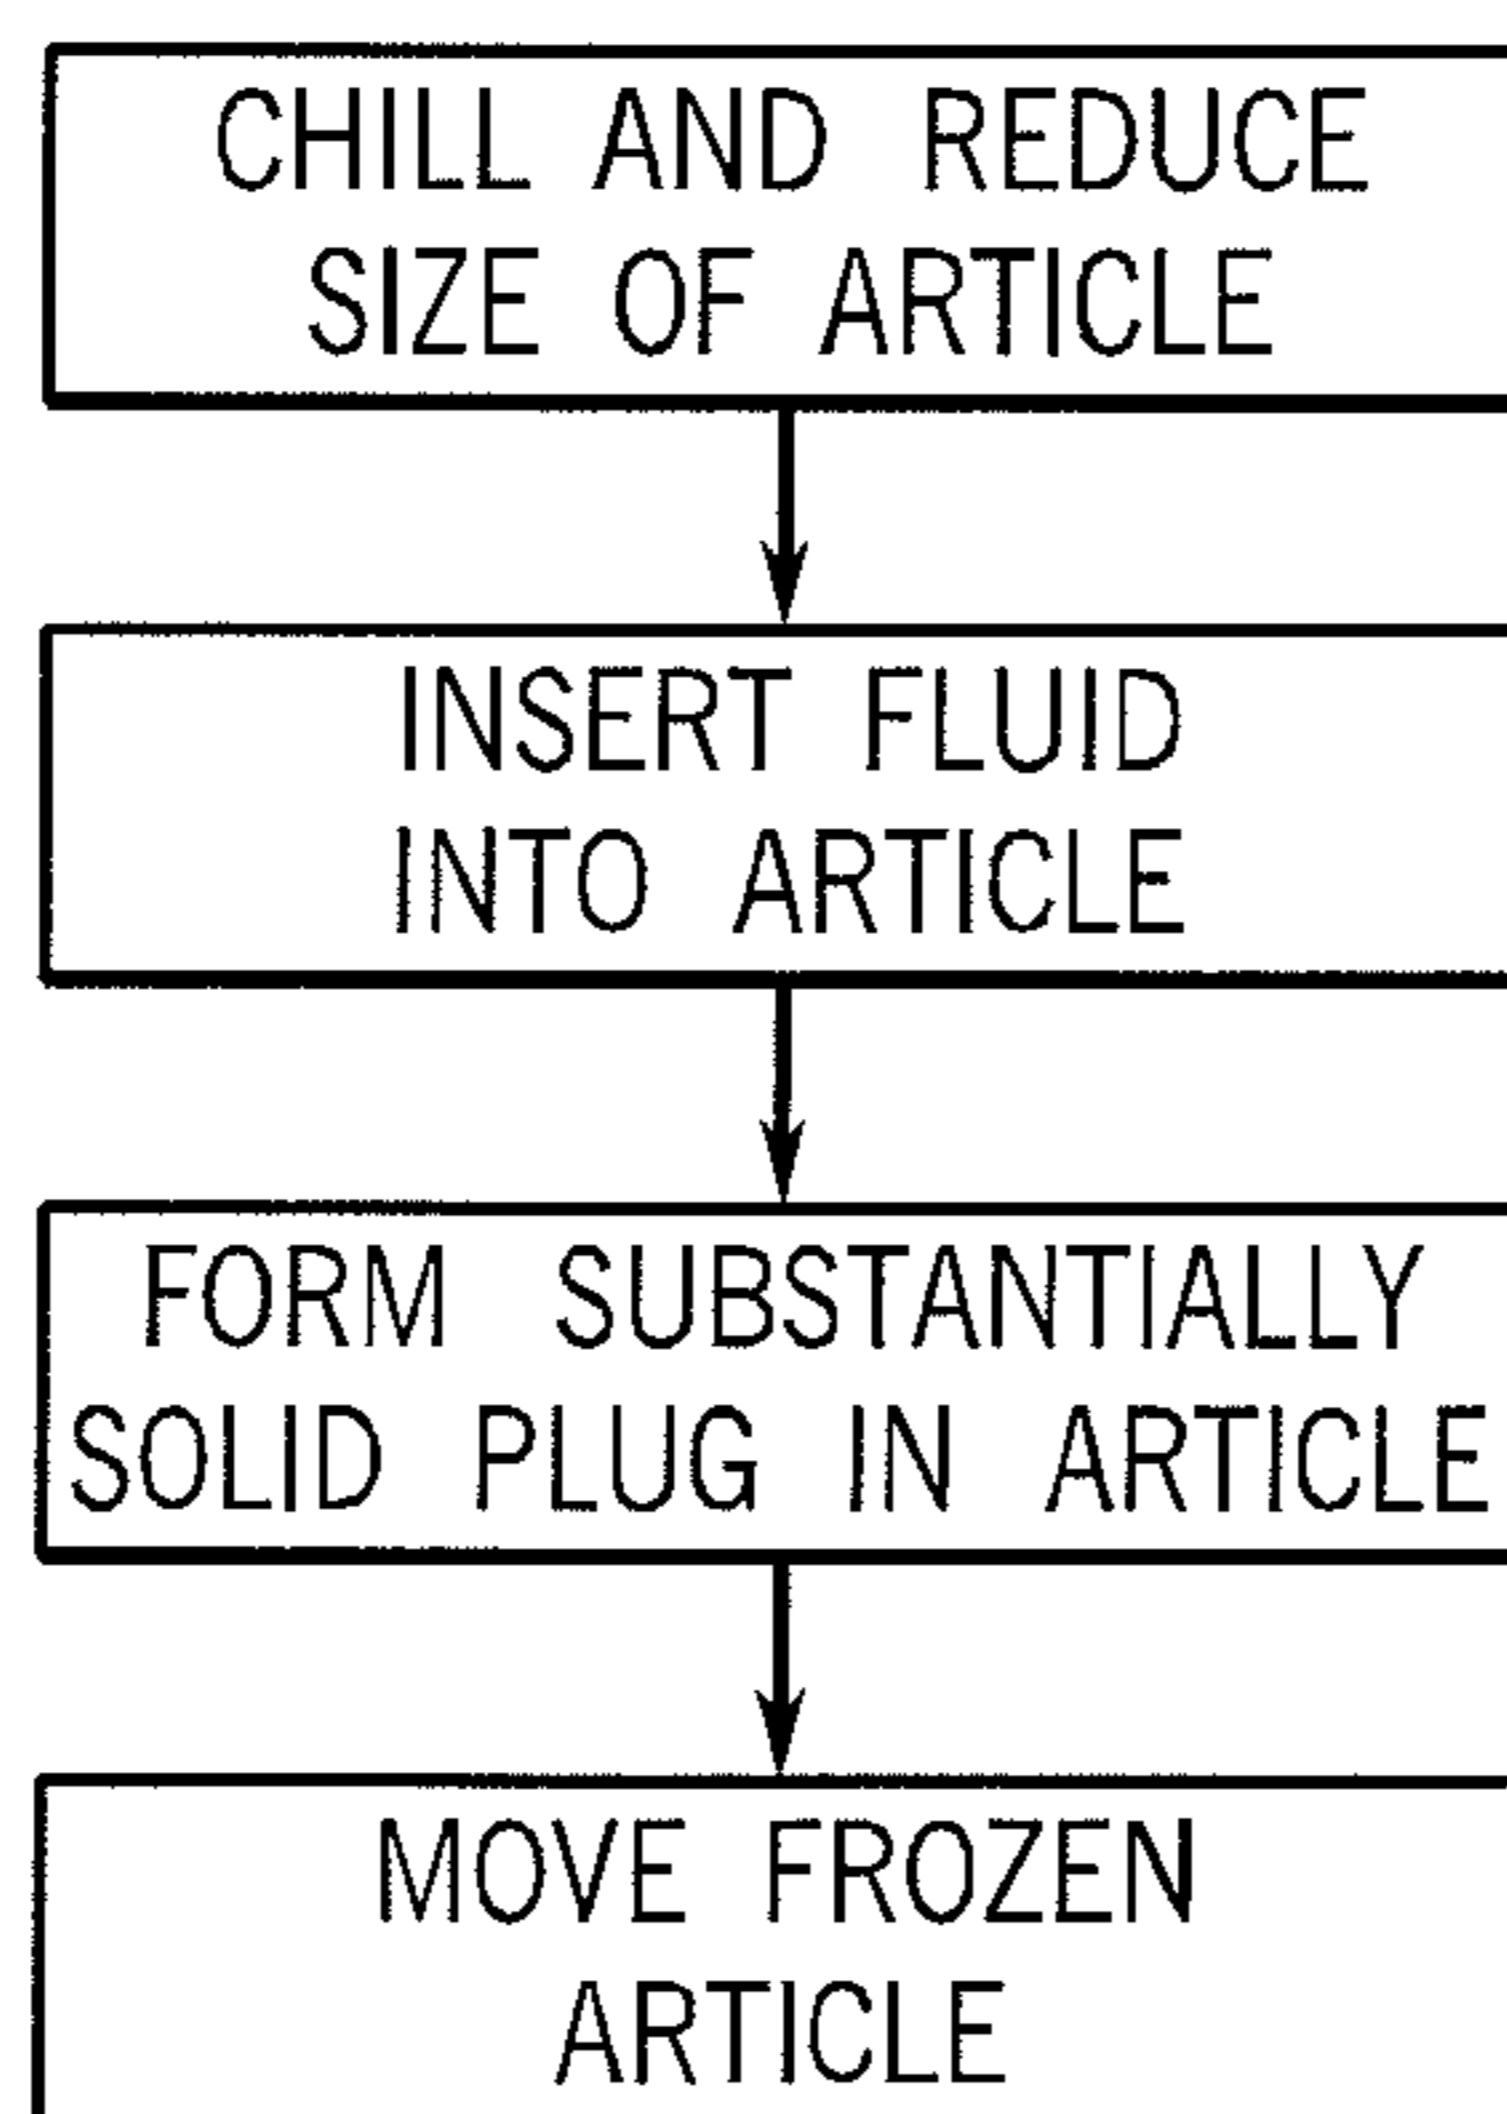 CHILL AND REDUCE
SIZE OF ARTICLE
INSERT FLUID
INTO ARTICLE
FORM SUBSTANTIALLY
SOLID PLUG IN ARTICLE
MOVE FROZEN
ARTICLE